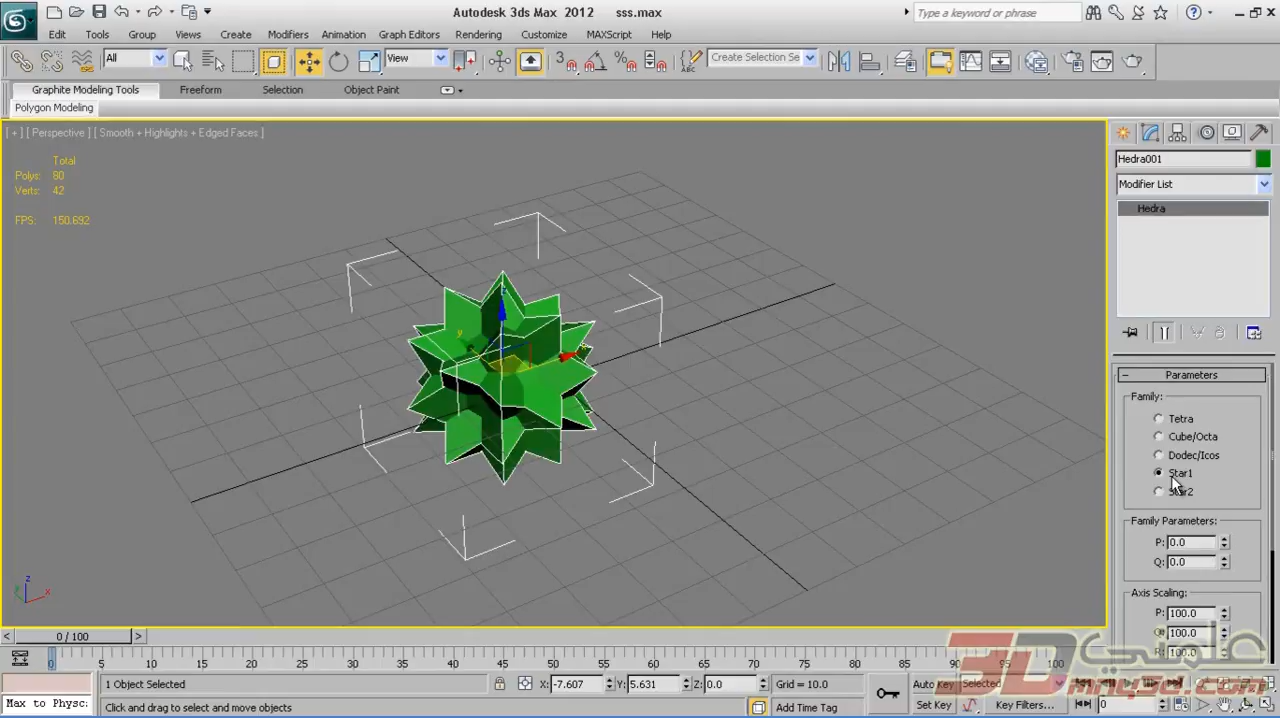 Autodesk 3ds Max 2012 sss.max
Type a keyword or phrase
Edit Tools Group Views Create Modifiers Animation Graph Editors Rendering Customize MAXScript Help
All View Create Selection Se
Graphite Modeling Tools Freeform Selection Object Paint
Polygon Modeling
[ + ] [ Perspective ] [ Smooth + Highlights + Edged Faces ]
Total
Polys: 80
Verts: 42
FPS: 150.692
Hedra001
Modifier List
Hedra
Parameters
Family:
Tetra
Cube/Octa
Dodec/Icos
Star1
Star2
Family Parameters:
P: 0.0
Q: 0.0
Axis Scaling:
P: 100.0
Q: 100.0
R: 100.0
z
y
x
0 / 100
0 5 10 15 20 25 30 35 40 45 50 55 60 65 70 75 80 85 90 95 100
1 Object Selected X: -7.607 Y: 5.631 Z: 0.0 Grid = 10.0 Auto Key Selected
Max to Physc: Click and drag to select and move objects Add Time Tag Set Key Key Filters... 0
3D علمني